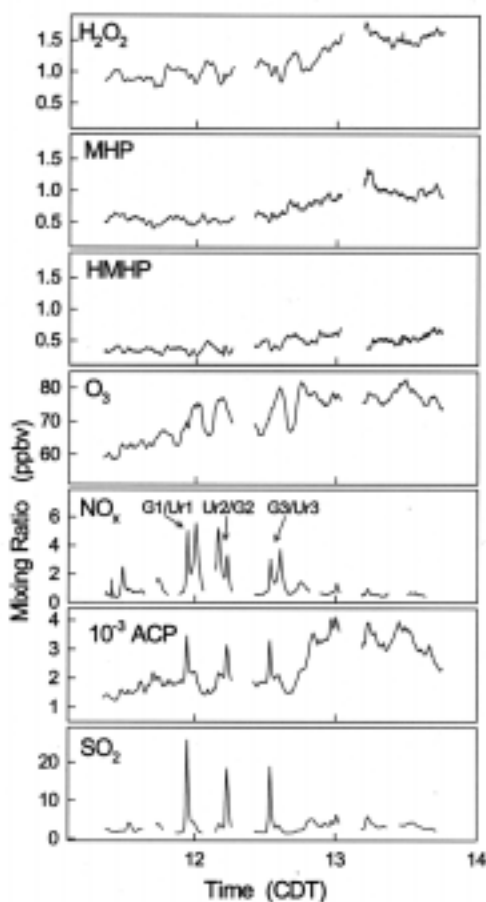 H₂O₂
1.5
1.0
0.5
MHP
1.5
1.0
0.5
HMHP
1.5
1.0
0.5
O₃
80
70
60
Mixing Ratio (ppbv)
NOₓ
G1/Ur1
Ur2/G2
G3/Ur3
6
4
2
0
10⁻³ ACP
4
3
2
1
SO₂
20
10
0
12
13
14
Time (CDT)